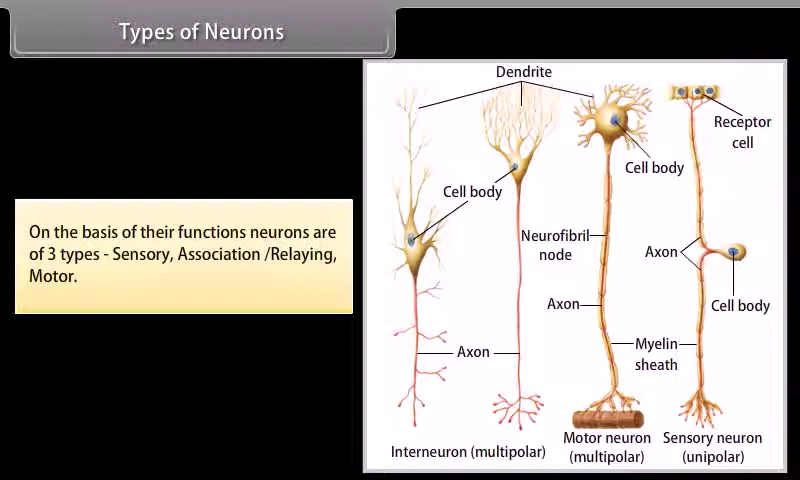 Types of Neurons
On the basis of their functions neurons are
of 3 types - Sensory, Association /Relaying,
Motor.
Dendrite
Receptor
cell
Cell body
Cell body
Neurofibril
node
Axon
Cell body
Axon
Myelin
sheath
Axon
Interneuron (multipolar)
Motor neuron
(multipolar)
Sensory neuron
(unipolar)